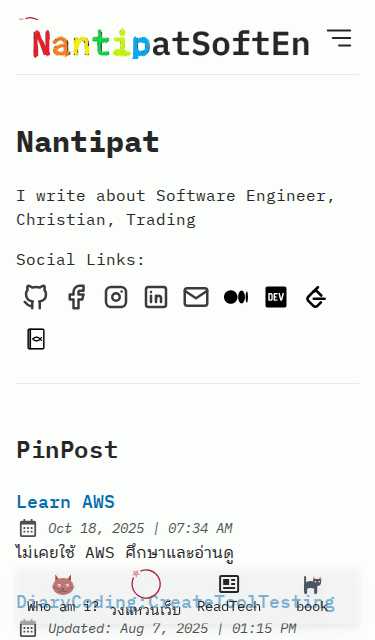 NantipatSoftEn
Nantipat
I write about Software Engineer,
Christian, Trading
Social Links:
DEV
PinPost
Learn AWS
Oct 18, 2025 | 07:34 AM
ไม่เคยใช้ AWS ศึกษาและอ่านดู
DiaryCoding:CreateToolTesting
Who am i? วงแหวนเว็บ ReadTech book
Updated: Aug 7, 2025 | 01:15 PM